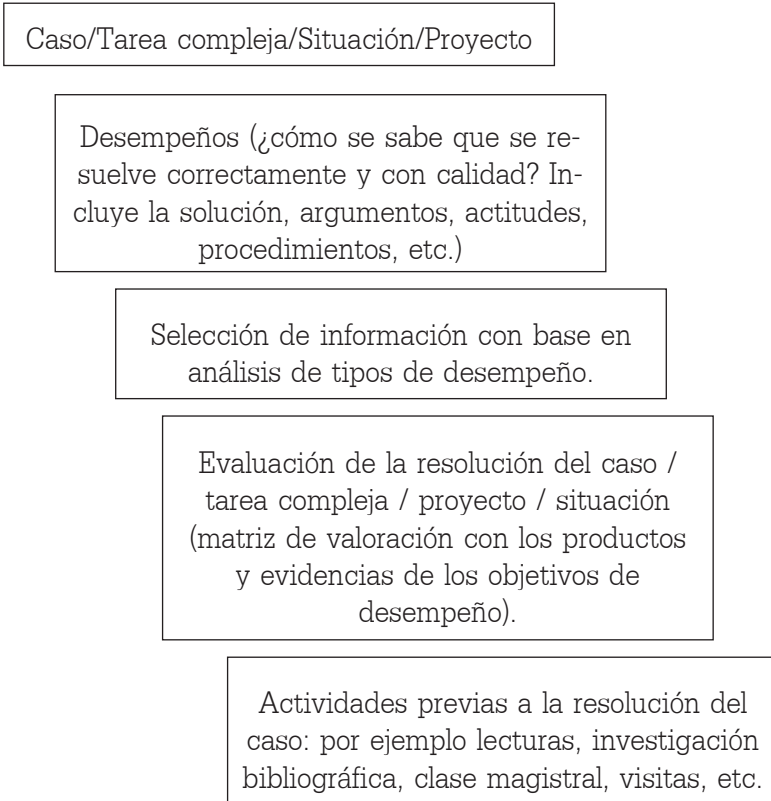 Caso/Tarea compleja/Situación/Proyecto
Desempeños (¿cómo se sabe que se re-
suelve correctamente y con calidad? In-
cluye la solución, argumentos, actitudes,
procedimientos, etc.)
Selección de información con base en
análisis de tipos de desempeño.
Evaluación de la resolución del caso /
tarea compleja / proyecto / situación
(matriz de valoración con los productos
y evidencias de los objetivos de
desempeño).
Actividades previas a la resolución del
caso: por ejemplo lecturas, investigación
bibliográfica, clase magistral, visitas, etc.